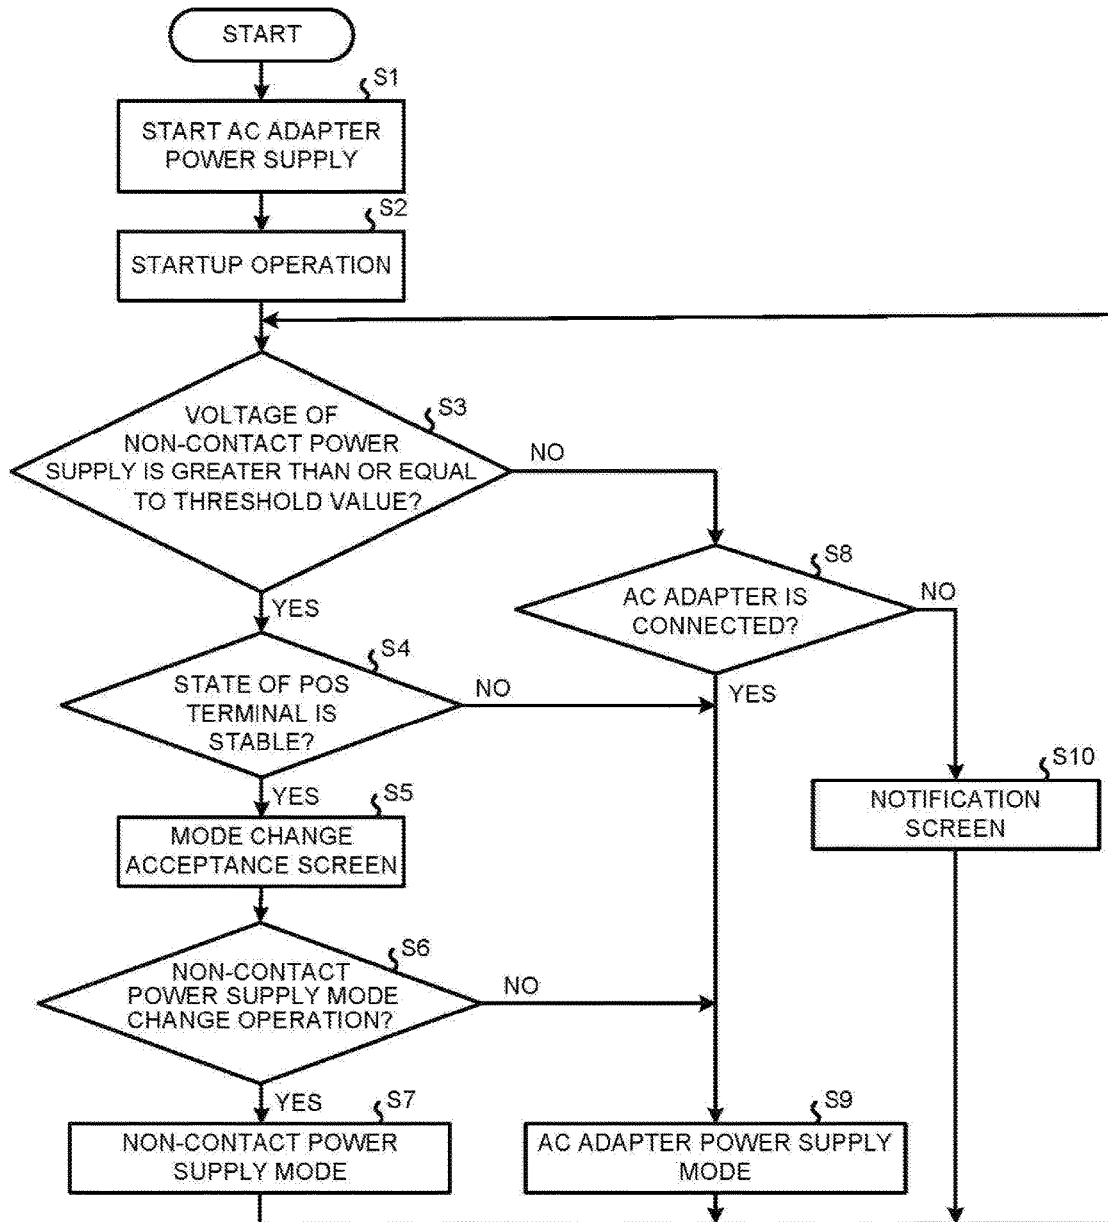 START
S1
START AC ADAPTER
POWER SUPPLY
S2
STARTUP OPERATION
S3
VOLTAGE OF
NON-CONTACT POWER
SUPPLY IS GREATER THAN OR EQUAL
TO THRESHOLD VALUE?
NO
YES
S8
AC ADAPTER IS
CONNECTED?
NO
YES
S4
STATE OF POS
TERMINAL IS
STABLE?
NO
YES
S10
NOTIFICATION
SCREEN
S5
MODE CHANGE
ACCEPTANCE SCREEN
S6
NON-CONTACT
POWER SUPPLY MODE
CHANGE OPERATION?
NO
YES
S7
NON-CONTACT POWER
SUPPLY MODE
S9
AC ADAPTER POWER SUPPLY
MODE